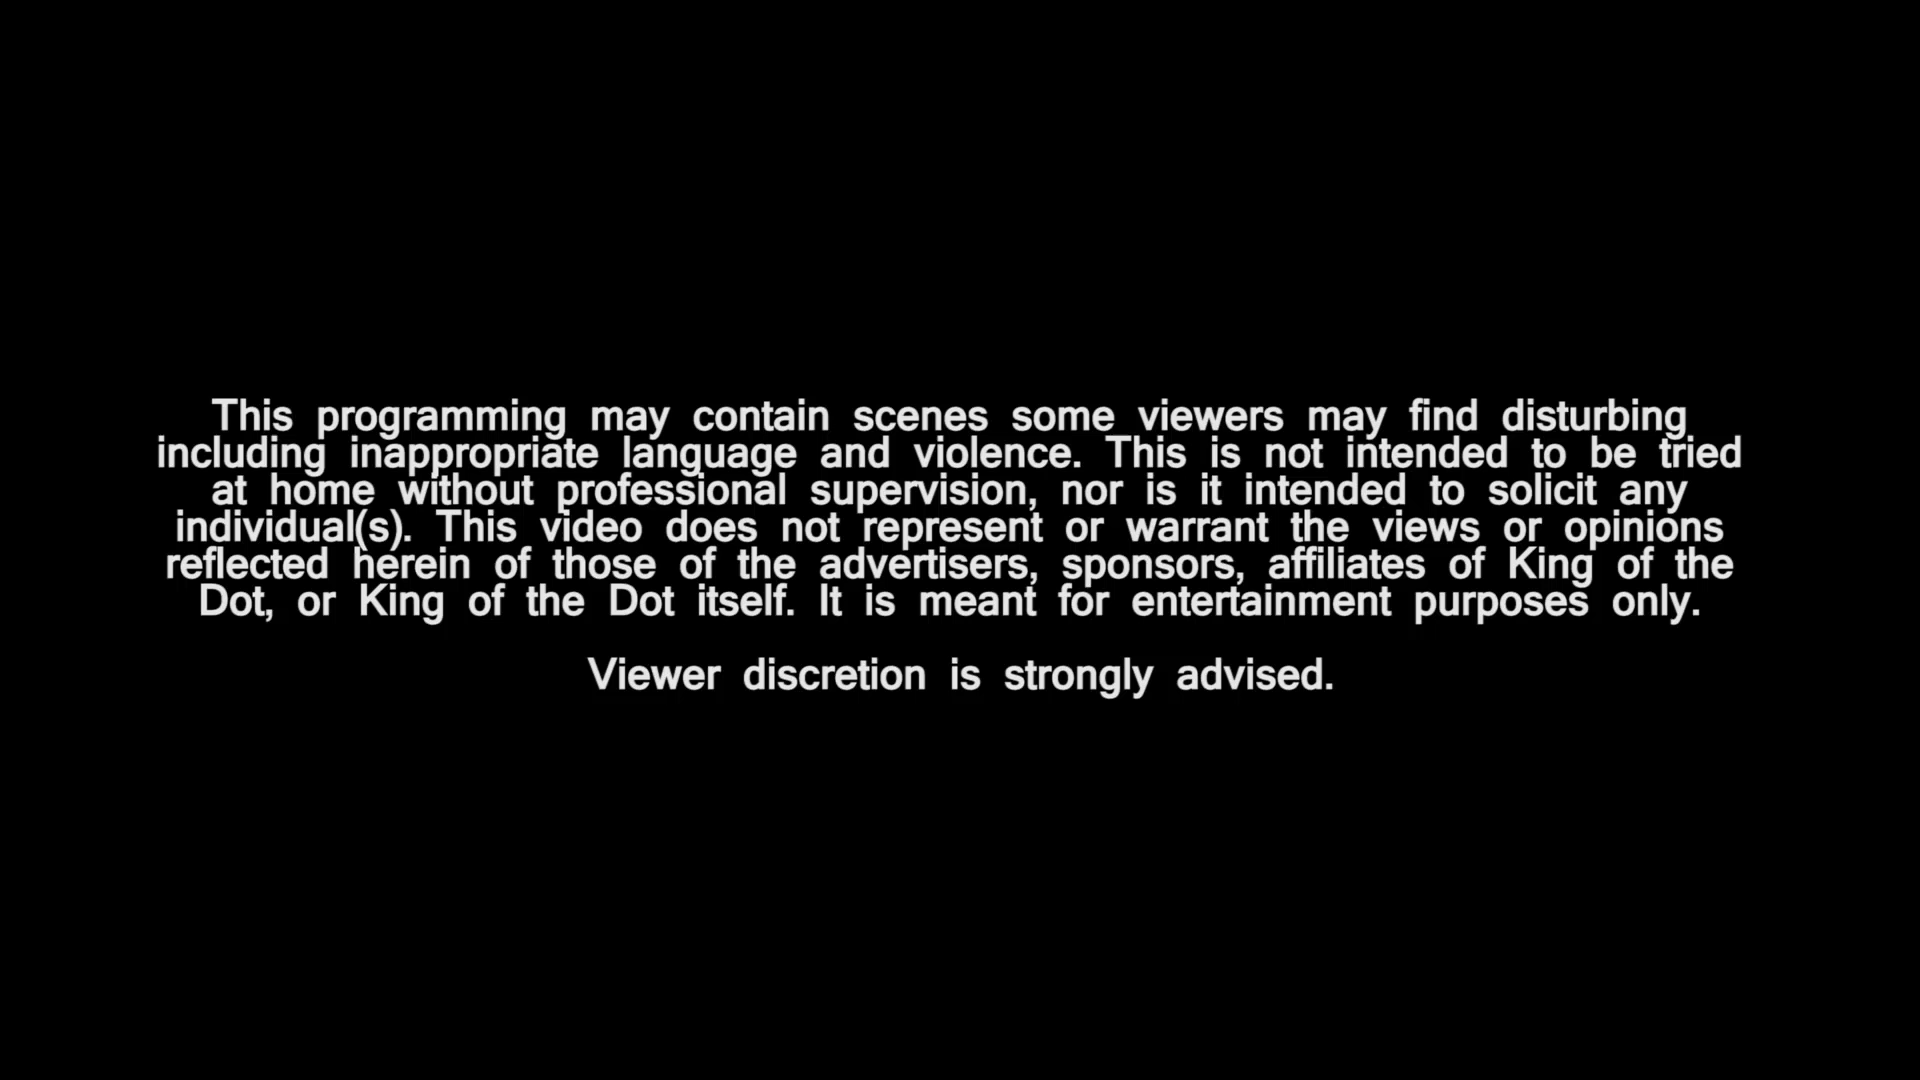 This programming may contain scenes some viewers may find disturbing
including inappropriate language and violence. This is not intended to be tried
at home without professional supervision, nor is it intended to solicit any
individual(s). This video does not represent or warrant the views or opinions
reflected herein of those of the advertisers, sponsors, affiliates of King of the
Dot, or King of the Dot itself. It is meant for entertainment purposes only.
Viewer discretion is strongly advised.